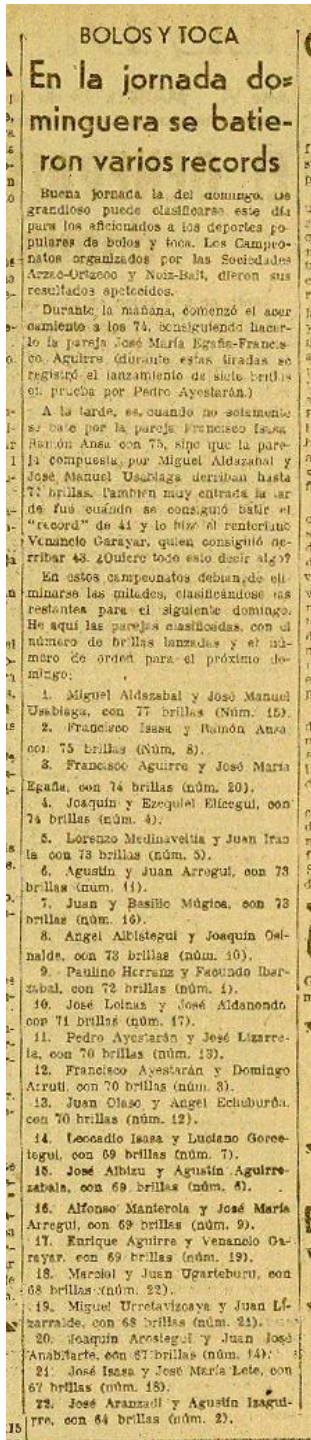 BOLOS Y TOCA
En la jornada do-
minguera se batie-
ron varios records
Buena jornada la del domingo. De
grandioso puede clasificarse este día
para los aficionados a los deportes po-
pulares de bolos y toca. Los Campeo-
natos organizados por las Sociedades
Arzac-Ortzeco y Noiz-Bait, dieron sus
resultados apetecidos.
Durante la mañana, comenzó el acer
camiento a los 74, consiguiendo hacer-
lo la pareja José María Egaña-Francis-
co Aguirre (durante estas tiradas se
registró el lanzamiento de siete brillas
en prueba por Pedro Ayestarán.)
A la tarde, es cuando no solamente
se bate por la pareja Francisco Isasa
Ramón Ansa con 75, sino que la pare-
ja compuesta por Miguel Aldazabal y
José Manuel Usabiaga derriban hasta
77 brillas. También muy entrada la tar
de fué cuando se consiguió batir el
"record" de 41 y lo hizo el renteriano
Venancio Garayar, quien consiguió de-
rribar 43. ¿Quiere todo esto decir algo?
En estos campeonatos debian de eli-
minarse las mitades, clasificándose las
restantes para el siguiente domingo.
He aquí las parejas clasificadas, con el
número de brillas lanzadas y el nú-
mero de orden para el próximo do-
mingo:
1. Miguel Aldazabal y José Manuel
Usabiaga, con 77 brillas (Núm. 15).
2. Francisco Isasa y Ramón Ansa
con 75 brillas (Núm. 8).
3. Francisco Aguirre y José María
Egaña, con 74 brillas (núm. 20).
4. Joaquín y Ezequiel Elicegui, con
74 brillas (núm. 4).
5. Lorenzo Medinaveitia y Juan Irao
la con 73 brillas (núm. 5).
6. Agustín y Juan Arregui, con 73
brillas (núm. 11).
7. Juan y Basilio Múgica, con 73
brillas (núm. 16).
8. Angel Albistegui y Joaquín Osi-
nalde, con 73 brillas (núm. 10).
9. Paulino Herranz y Facundo Ibar-
zabal, con 72 brillas (núm. 1).
10. José Loinaz y José Aldanondo
con 71 brillas (núm. 17).
11. Pedro Ayestarán y José Lizarre-
la, con 70 brillas (núm. 13).
12. Francisco Ayestarán y Domingo
Arruti, con 70 brillas (núm. 3).
13. Juan Olaso y Angel Echeburúa,
con 70 brillas (núm. 12).
14. Leocadio Isasa y Luciano Goros-
tegui, con 69 brillas (núm. 7).
15. José Albizu y Agustín Aguirre-
zabala, con 69 brillas (núm. 6).
16. Alfonso Manterola y José María
Arregui, con 69 brillas (núm. 9).
17. Enrique Aguirre y Venancio Ga-
rayar, con 69 brillas (núm. 19).
18. Marcial y Juan Ugarteburu, con
68 brillas (núm. 22).
19. Miguel Urretavizcaya y Juan Li-
zarralde, con 68 brillas (núm. 21).
20. Joaquín Arostegui y Juan José
Anabitarte, con 67 brillas (núm. 14).
21. José Isasa y José María Lete, con
67 brillas (núm. 18).
22. José Aranzadi y Agustín Izagui-
rre, con 64 brillas (núm. 2).